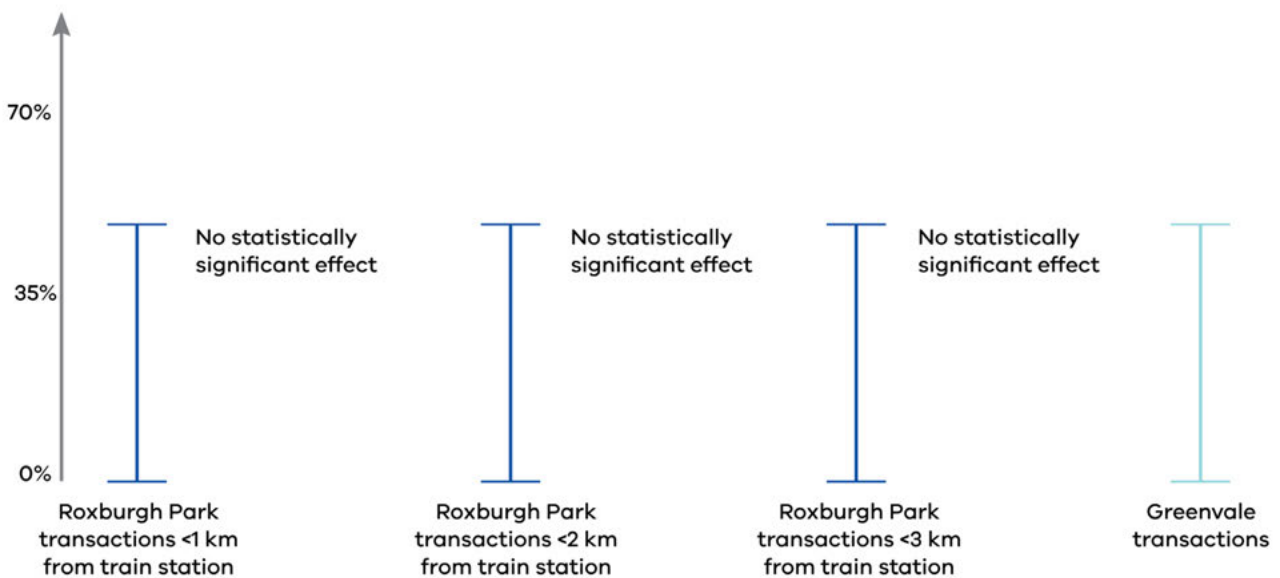 70%
No statistically
significant effect
No statistically
significant effect
No statistically
significant effect
35%
0%
Roxburgh Park
transactions <1 km
from train station
Roxburgh Park
transactions <2 km
from train station
Roxburgh Park
transactions <3 km
from train station
Greenvale
transactions